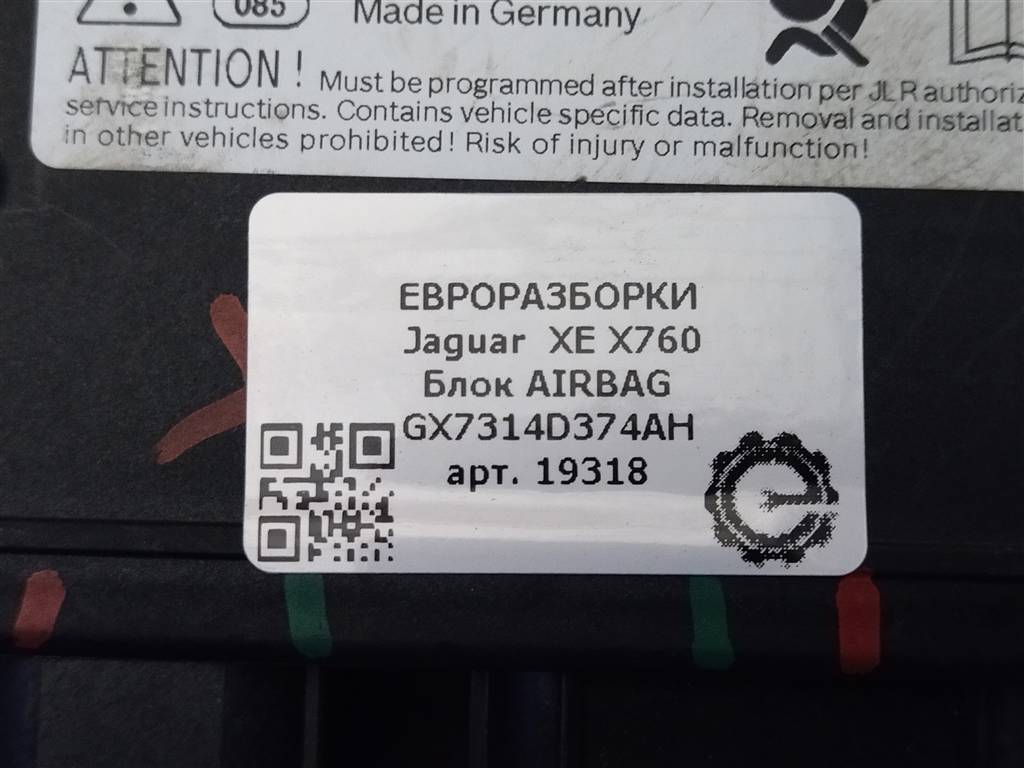 085
Made in Germany
ATTENTION! Must be programmed after installation per JLR
service instructions. Contains vehicle specific data. Removal and
in other vehicles prohibited! Risk of injury or malfunction!
ЕВРОРАЗБОРКИ
Jaguar XE X760
Блок AIRBAG
GX7314D374AH
арт. 19318